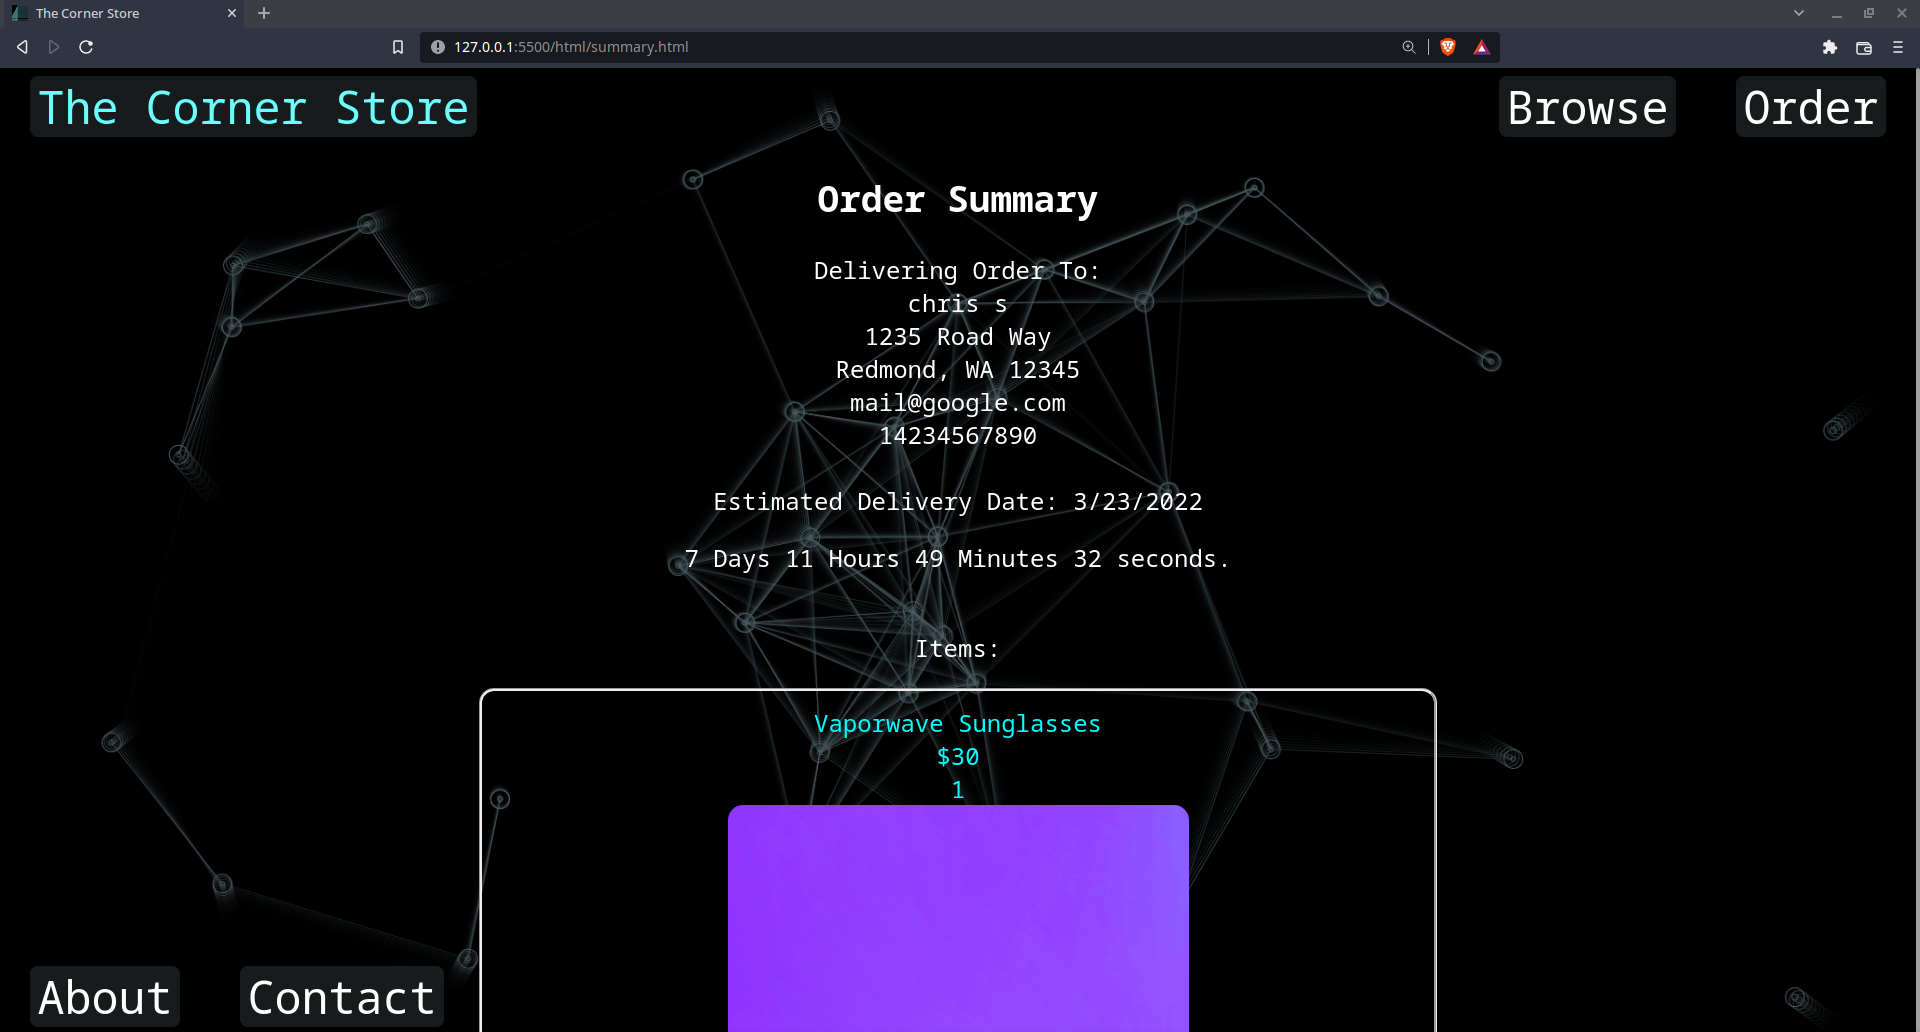 The Corner Store
127.0.0.1:5500/html/summary.html
The Corner Store
Browse
Order
Order Summary
Delivering Order To:
chris s
1235 Road Way
Redmond, WA 12345
mail@google.com
14234567890
Estimated Delivery Date: 3/23/2022
7 Days 11 Hours 49 Minutes 32 seconds.
Items:
Vaporwave Sunglasses
$30
1
About
Contact